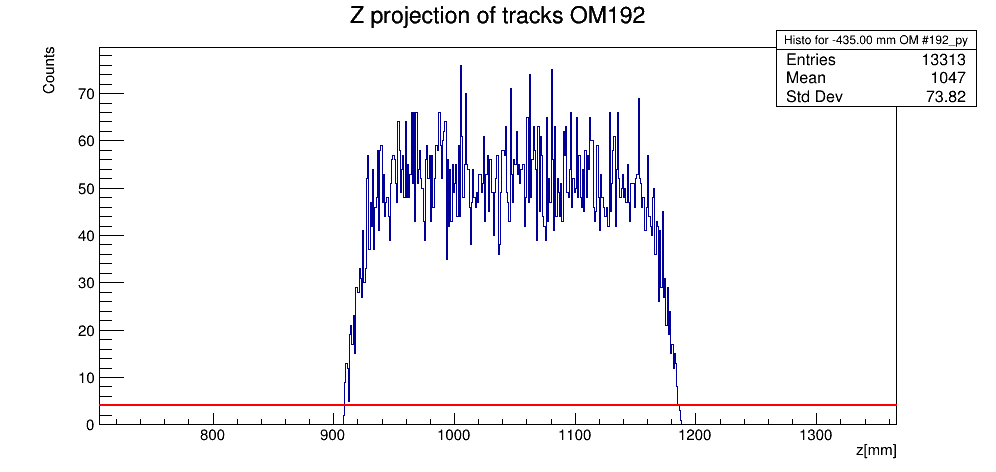 Z projection of tracks OM192
Histo for -435.00 mm OM #192_py
Entries 13313
Mean 1047
Std Dev 73.82
Counts
70
60
50
40
30
20
10
0
800 900 1000 1100 1200 1300
z[mm]